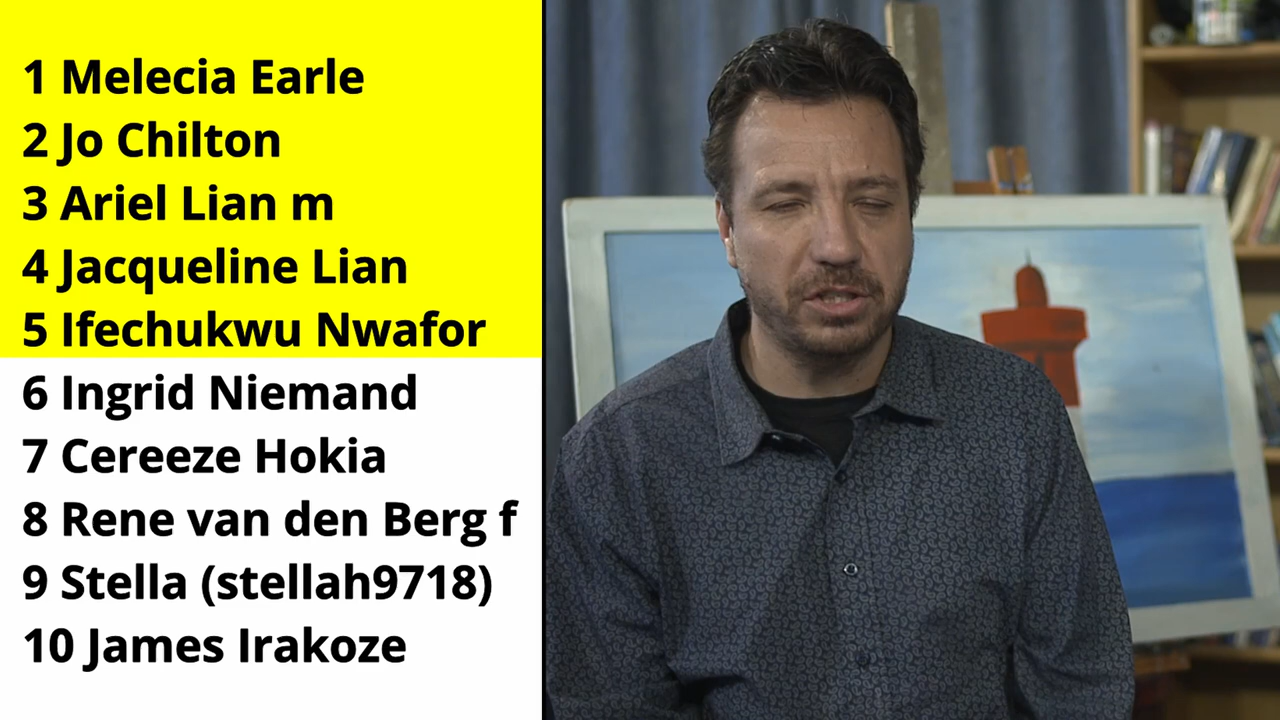 1 Melecia Earle
2 Jo Chilton
3 Ariel Lian m
4 Jacqueline Lian
5 Ifechukwu Nwafor
6 Ingrid Niemand
7 Cereeze Hokia
8 Rene van den Berg f
9 Stella (stellah9718)
10 James Irakoze